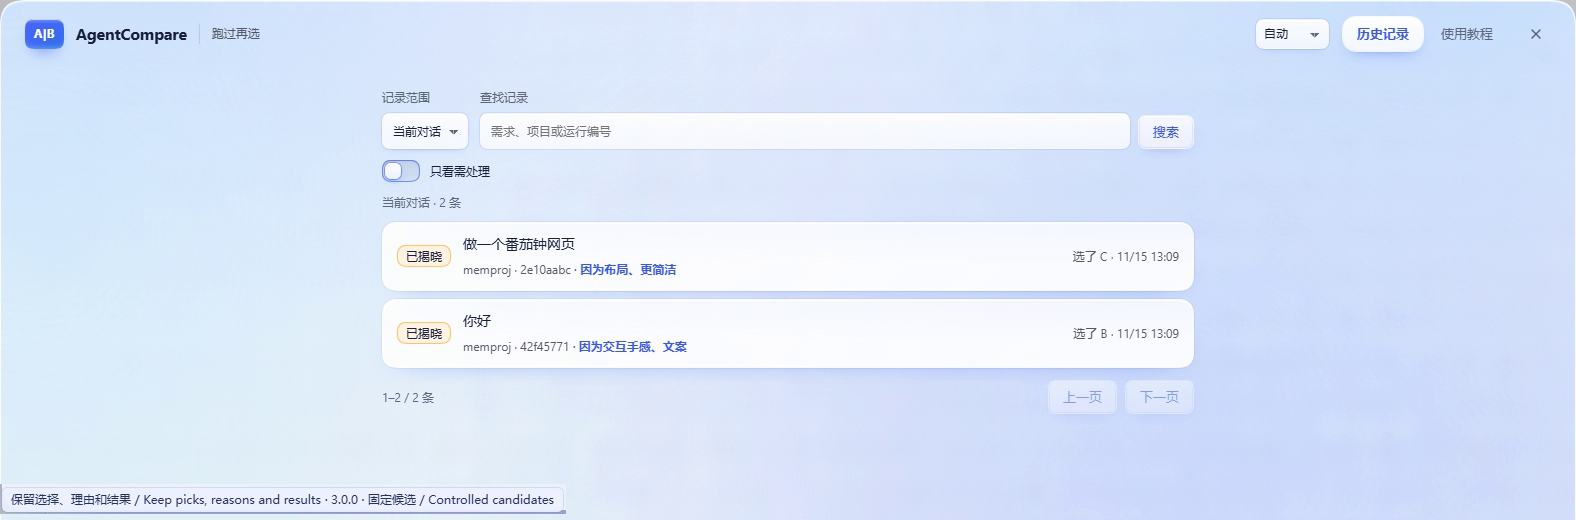 A|B AgentCompare 跑过再选 自动 历史记录 使用教程 ×
记录范围 查找记录
当前对话 需求、项目或运行编号 搜索
只看需处理
当前对话 · 2 条
已揭晓 做一个番茄钟网页
memproj · 2e10aabc · 因为布局、更简洁 选了 C · 11/15 13:09
已揭晓 你好
memproj · 42f45771 · 因为交互手感、文案 选了 B · 11/15 13:09
1–2 / 2 条 上一页 下一页
保留选择、理由和结果 / Keep picks, reasons and results · 3.0.0 · 固定候选 / Controlled candidates